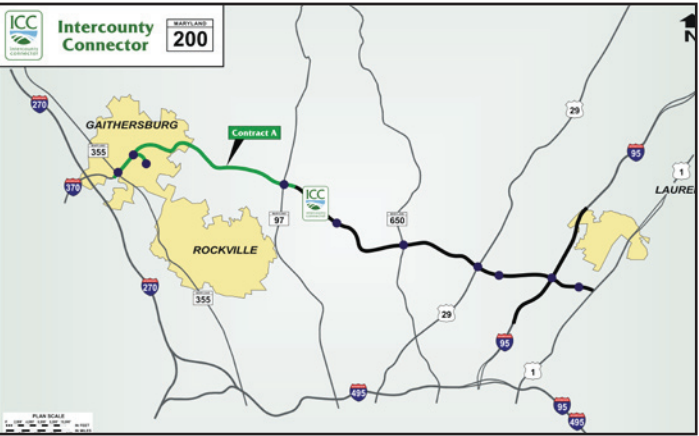 ICC
intercounty
connector
Intercounty
Connector
MARYLAND
200
N
270
GAITHERSBURG
355
Contract A
370
ROCKVILLE
270
355
97
ICC
650
29
29
95
1
LAUREL
95
1
495
95
495
PLAN SCALE